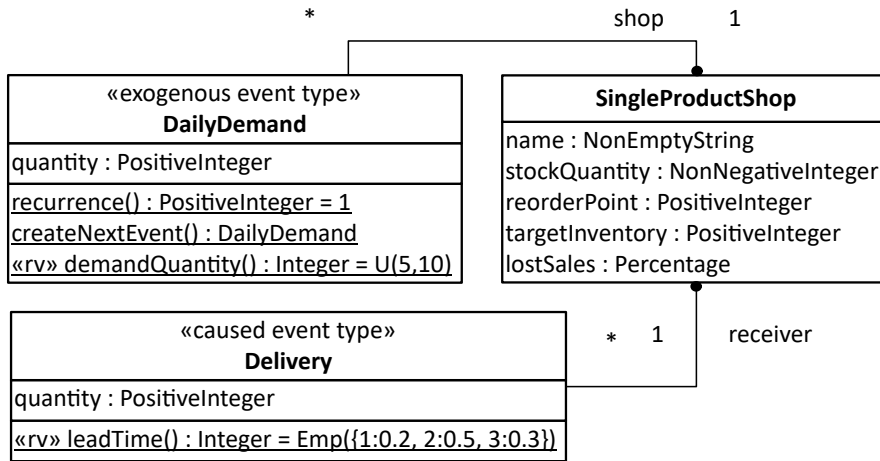 * shop 1
«exogenous event type»
DailyDemand
quantity : PositiveInteger
recurrence() : PositiveInteger = 1
createNextEvent() : DailyDemand
«rv» demandQuantity() : Integer = U(5,10)
SingleProductShop
name : NonEmptyString
stockQuantity : NonNegativeInteger
reorderPoint : PositiveInteger
targetInventory : PositiveInteger
lostSales : Percentage
«caused event type»
Delivery
quantity : PositiveInteger
«rv» leadTime() : Integer = Emp({1:0.2, 2:0.5, 3:0.3})
* 1 receiver